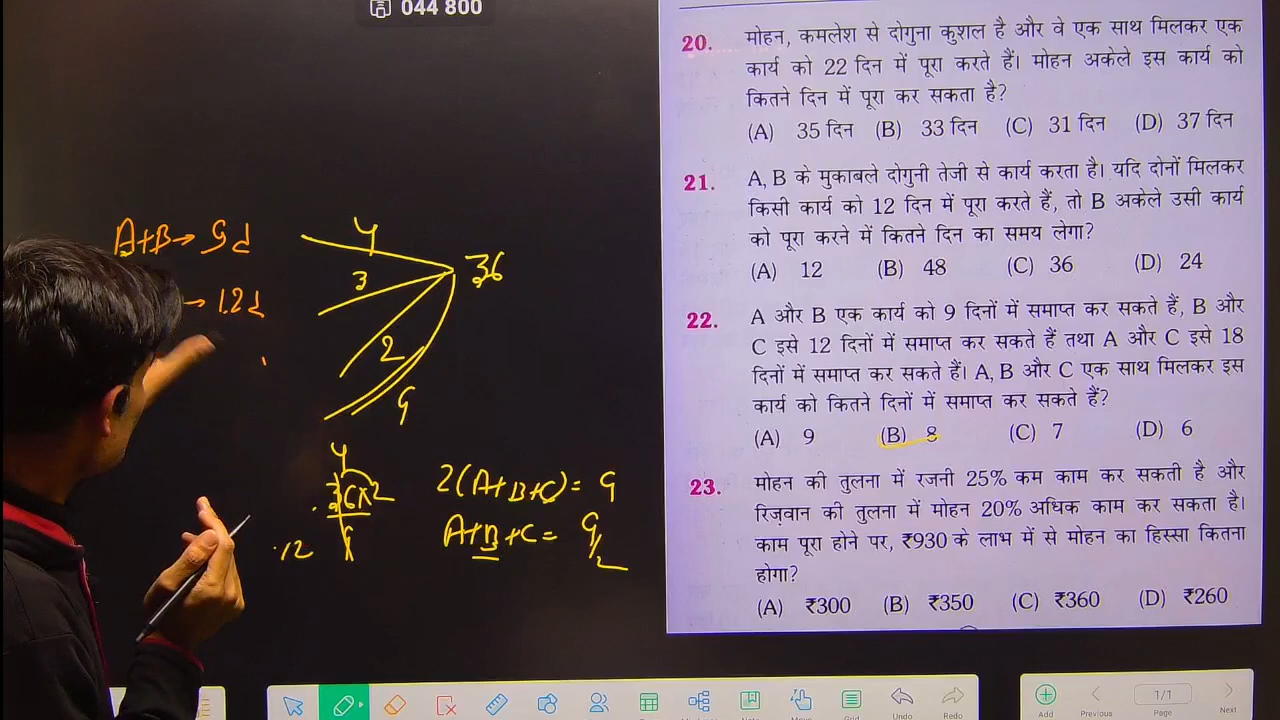 044 800
A+B→ 9d
→ 12d
4
3
2
9
36
4
36×2
9
12
2(A+B+C) = 9
A+B+C = 9/2
20. मोहन, कमलेश से दोगुना कुशल है और वे एक साथ मिलकर एक
कार्य को 22 दिन में पूरा करते हैं। मोहन अकेले इस कार्य को
कितने दिन में पूरा कर सकता है?
(A) 35 दिन (B) 33 दिन (C) 31 दिन (D) 37 दिन
21. A, B के मुकाबले दोगुनी तेजी से कार्य करता है। यदि दोनों मिलकर
किसी कार्य को 12 दिन में पूरा करते हैं, तो B अकेले उसी कार्य
को पूरा करने में कितने दिन का समय लेगा?
(A) 12 (B) 48 (C) 36 (D) 24
22. A और B एक कार्य को 9 दिनों में समाप्त कर सकते हैं, B और
C इसे 12 दिनों में समाप्त कर सकते हैं तथा A और C इसे 18
दिनों में समाप्त कर सकते हैं। A, B और C एक साथ मिलकर इस
कार्य को कितने दिनों में समाप्त कर सकते हैं?
(A) 9 (B) 8 (C) 7 (D) 6
23. मोहन की तुलना में रजनी 25% कम काम कर सकती है और
रिज़वान की तुलना में मोहन 20% अधिक काम कर सकता है।
काम पूरा होने पर, ₹930 के लाभ में से मोहन का हिस्सा कितना
होगा?
(A) ₹300 (B) ₹350 (C) ₹360 (D) ₹260
Undo Redo Add Previous 1/1 Page Next